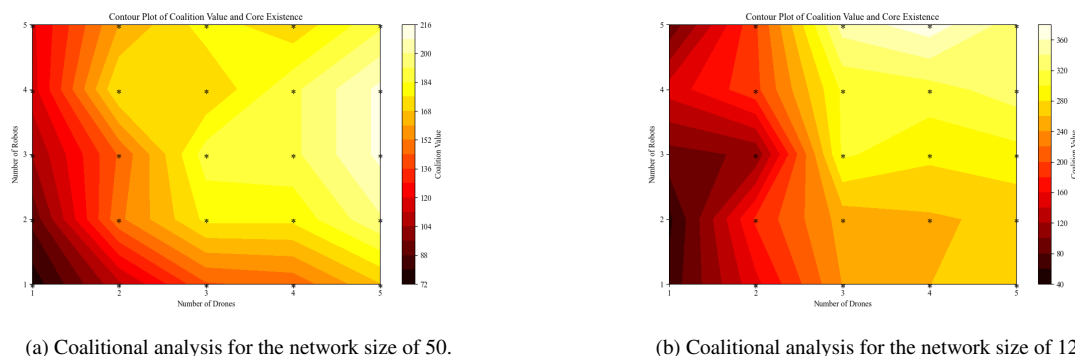 Contour Plot of Coalition Value and Core Existence
5
4
3
2
1
Number of Robots
1 2 3 4 5
Number of Drones
216
200
184
168
152
136
120
104
88
72
Coalition Value
(a) Coalitional analysis for the network size of 50.
Contour Plot of Coalition Value and Core Existence
5
4
3
2
1
Number of Robots
1 2 3 4 5
Number of Drones
360
320
280
240
200
160
120
80
40
Coalition Value
(b) Coalitional analysis for the network size of 12